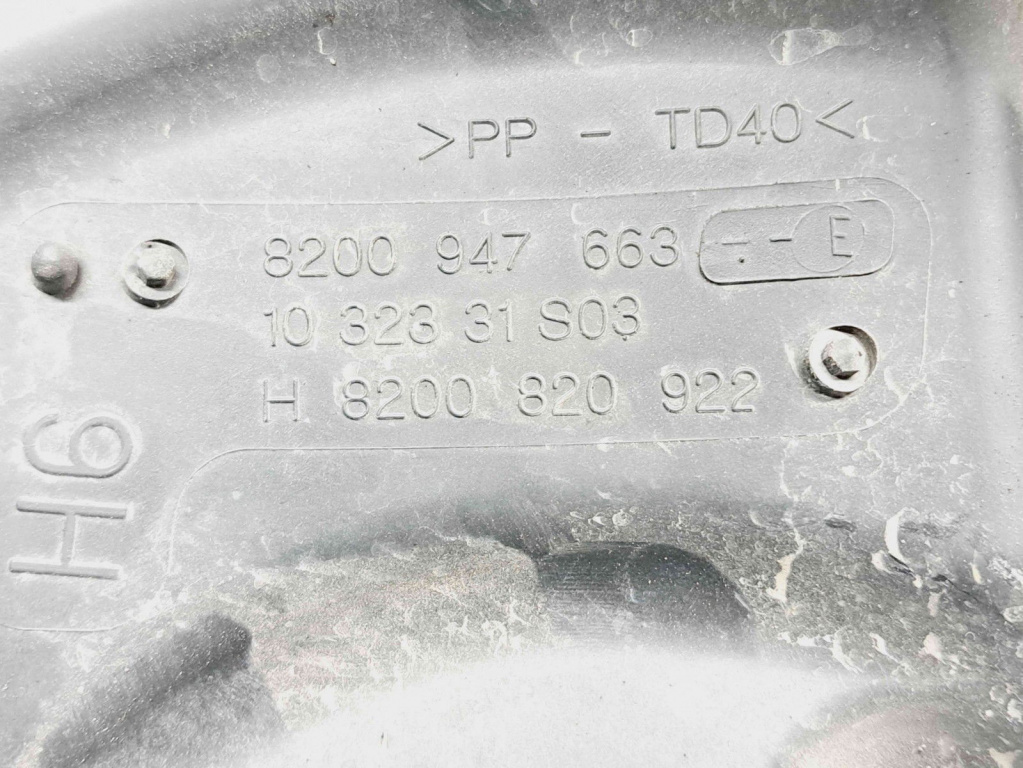 >PP - TD40<
8200 947 663 --E
10 323 31 S03
H 8200 820 922
H6